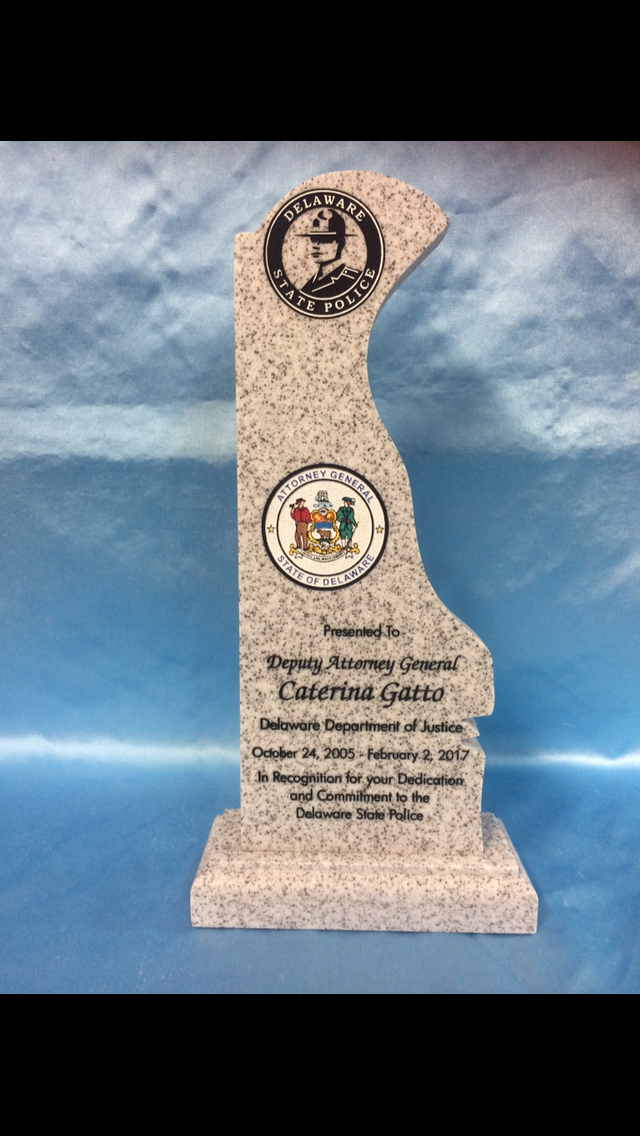 DELAWARE
STATE POLICE
ATTORNEY GENERAL
STATE OF DELAWARE
Presented To
Deputy Attorney General
Caterina Gatto
Delaware Department of Justice
October 24, 2005 - February 2, 2017
In Recognition for your Dedication
and Commitment to the
Delaware State Police